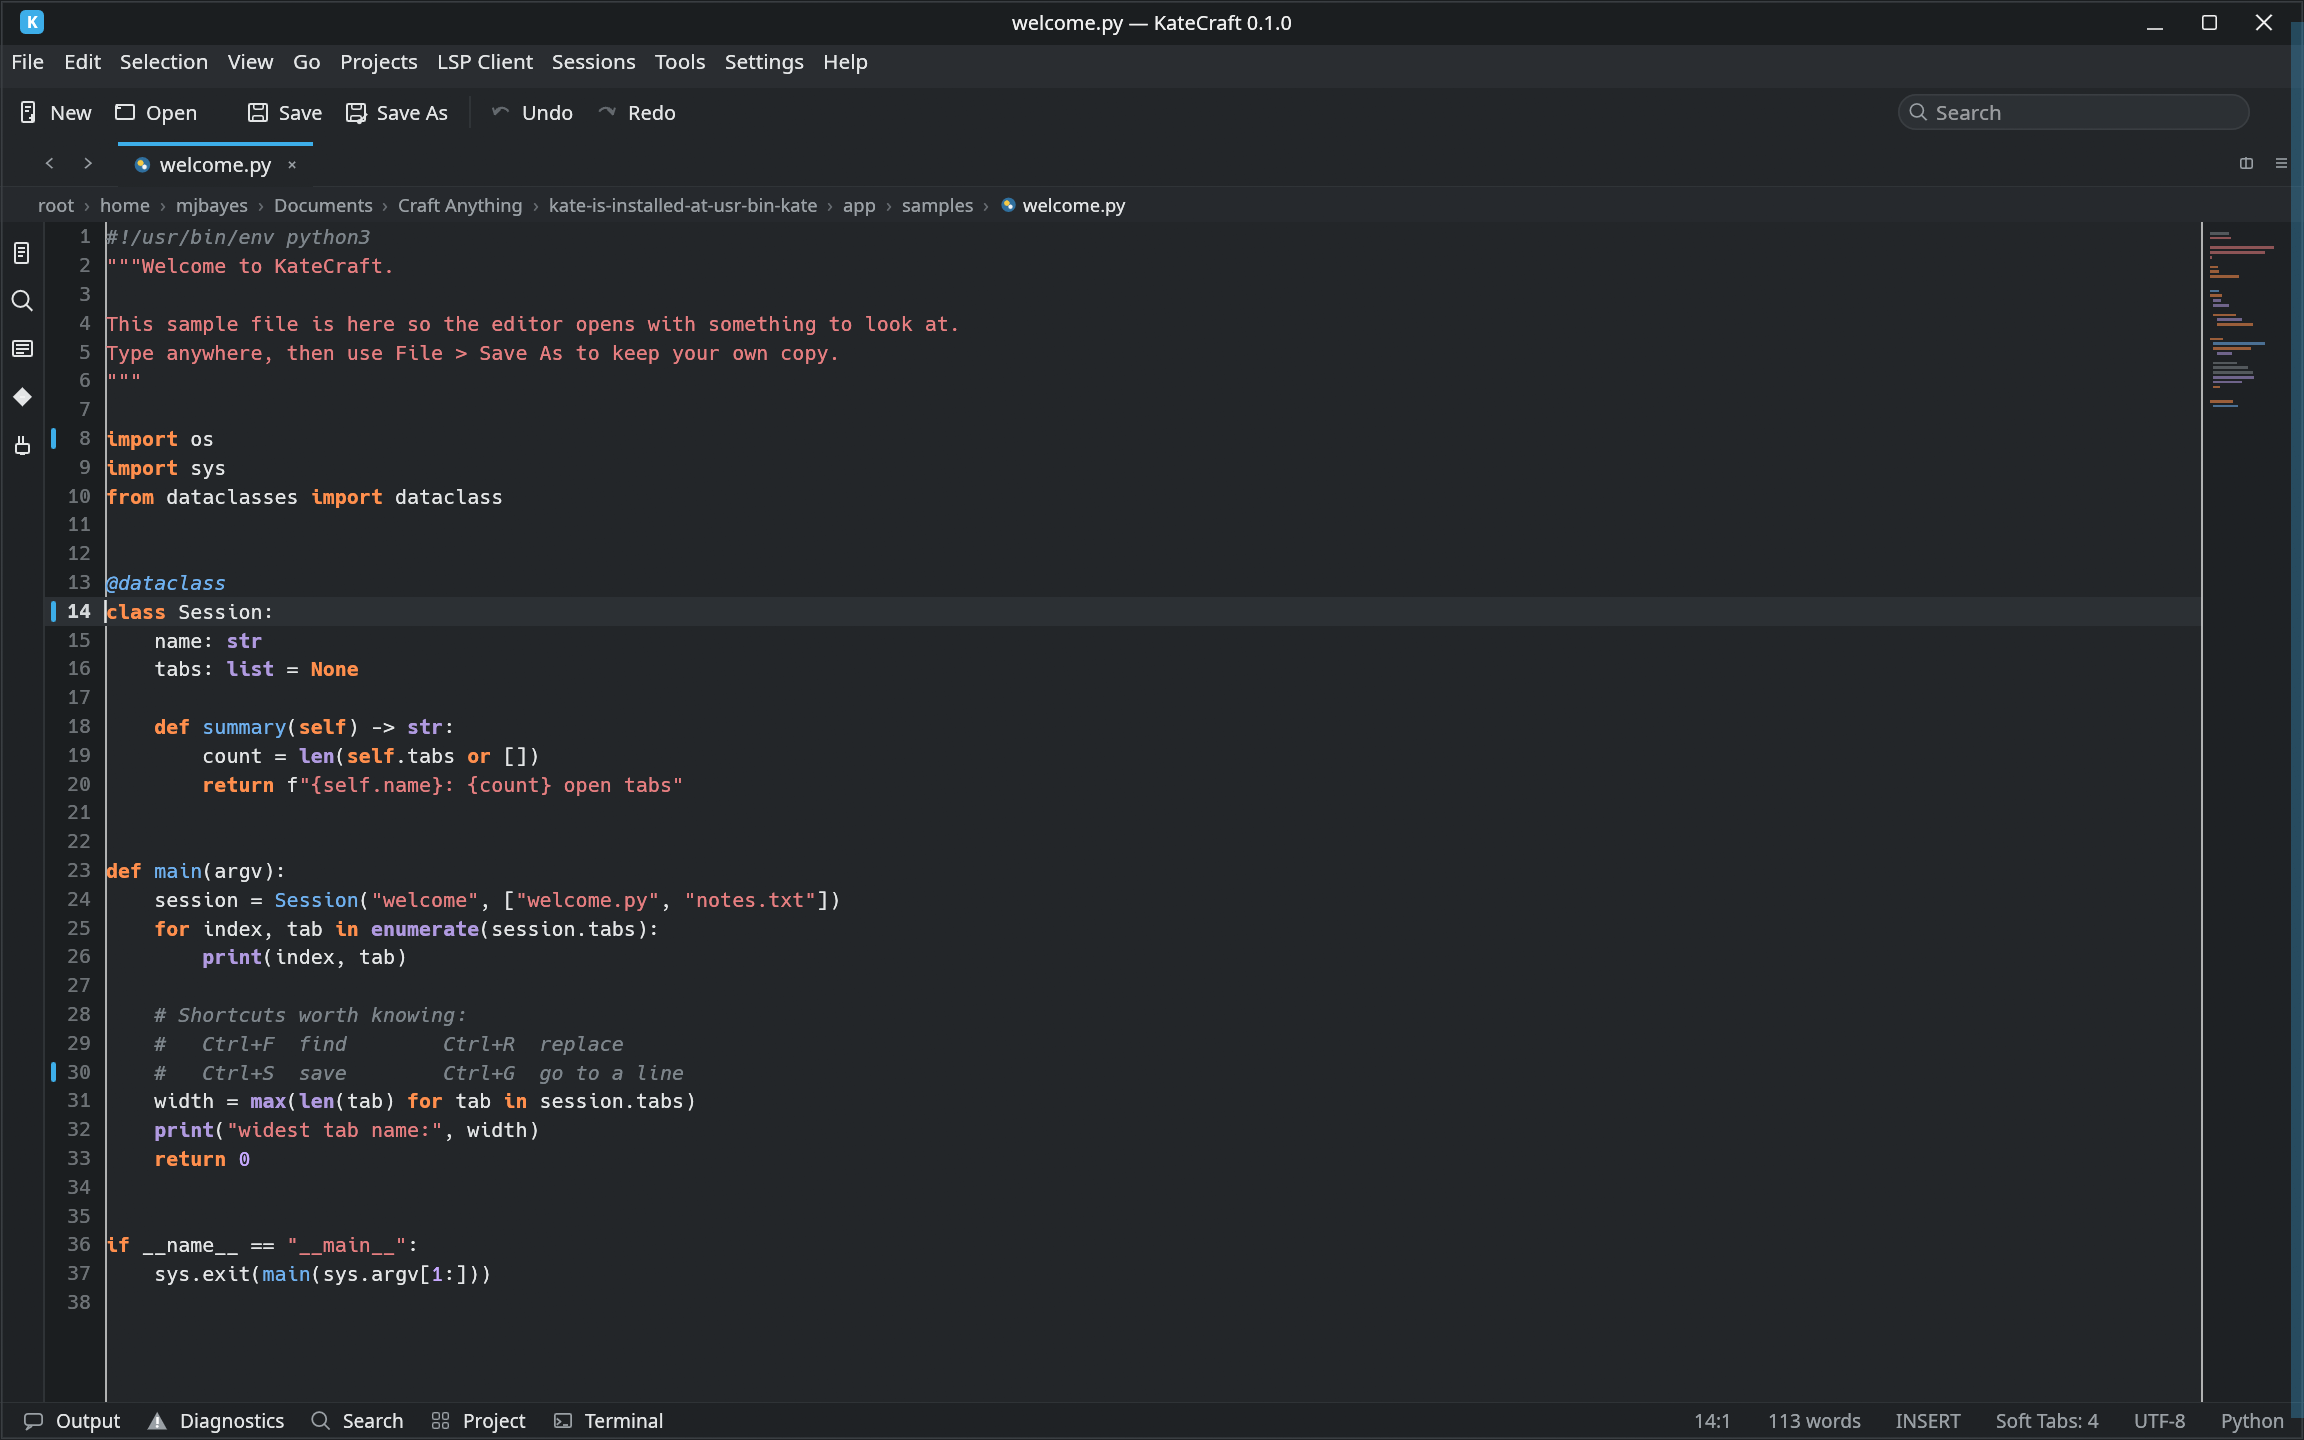 K
welcome.py — KateCraft 0.1.0
File Edit Selection View Go Projects LSP Client Sessions Tools Settings Help
New Open Save Save As Undo Redo Search
welcome.py ×
root › home › mjbayes › Documents › Craft Anything › kate-is-installed-at-usr-bin-kate › app › samples › welcome.py
1 #!/usr/bin/env python3
2 """Welcome to KateCraft.
3
4 This sample file is here so the editor opens with something to look at.
5 Type anywhere, then use File > Save As to keep your own copy.
6 """
7
8 import os
9 import sys
10 from dataclasses import dataclass
11
12
13 @dataclass
14 class Session:
15     name: str
16     tabs: list = None
17
18     def summary(self) -> str:
19         count = len(self.tabs or [])
20         return f"{self.name}: {count} open tabs"
21
22
23 def main(argv):
24     session = Session("welcome", ["welcome.py", "notes.txt"])
25     for index, tab in enumerate(session.tabs):
26         print(index, tab)
27
28     # Shortcuts worth knowing:
29     #   Ctrl+F  find        Ctrl+R  replace
30     #   Ctrl+S  save        Ctrl+G  go to a line
31     width = max(len(tab) for tab in session.tabs)
32     print("widest tab name:", width)
33     return 0
34
35
36 if __name__ == "__main__":
37     sys.exit(main(sys.argv[1:]))
38
Output Diagnostics Search Project Terminal 14:1 113 words INSERT Soft Tabs: 4 UTF-8 Python